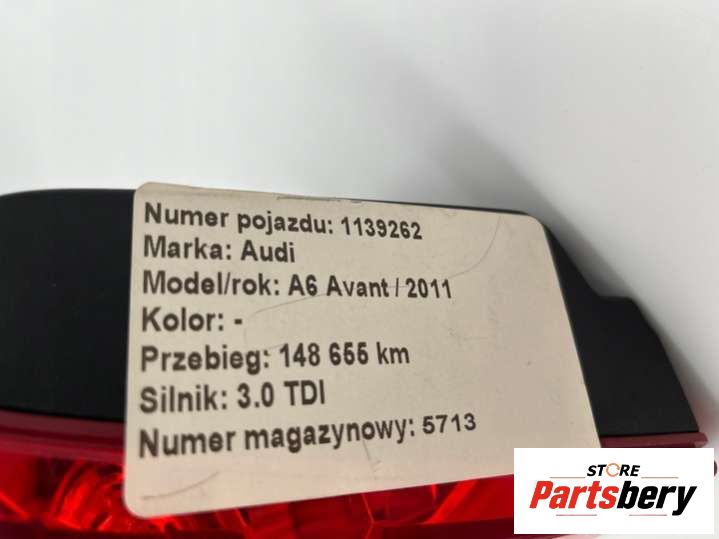 Numer pojazdu: 1139262
Marka: Audi
Model/rok: A6 Avant / 2011
Kolor: -
Przebieg: 148 655 km
Silnik: 3.0 TDI
Numer magazynowy: 5713
STORE
Partsbery